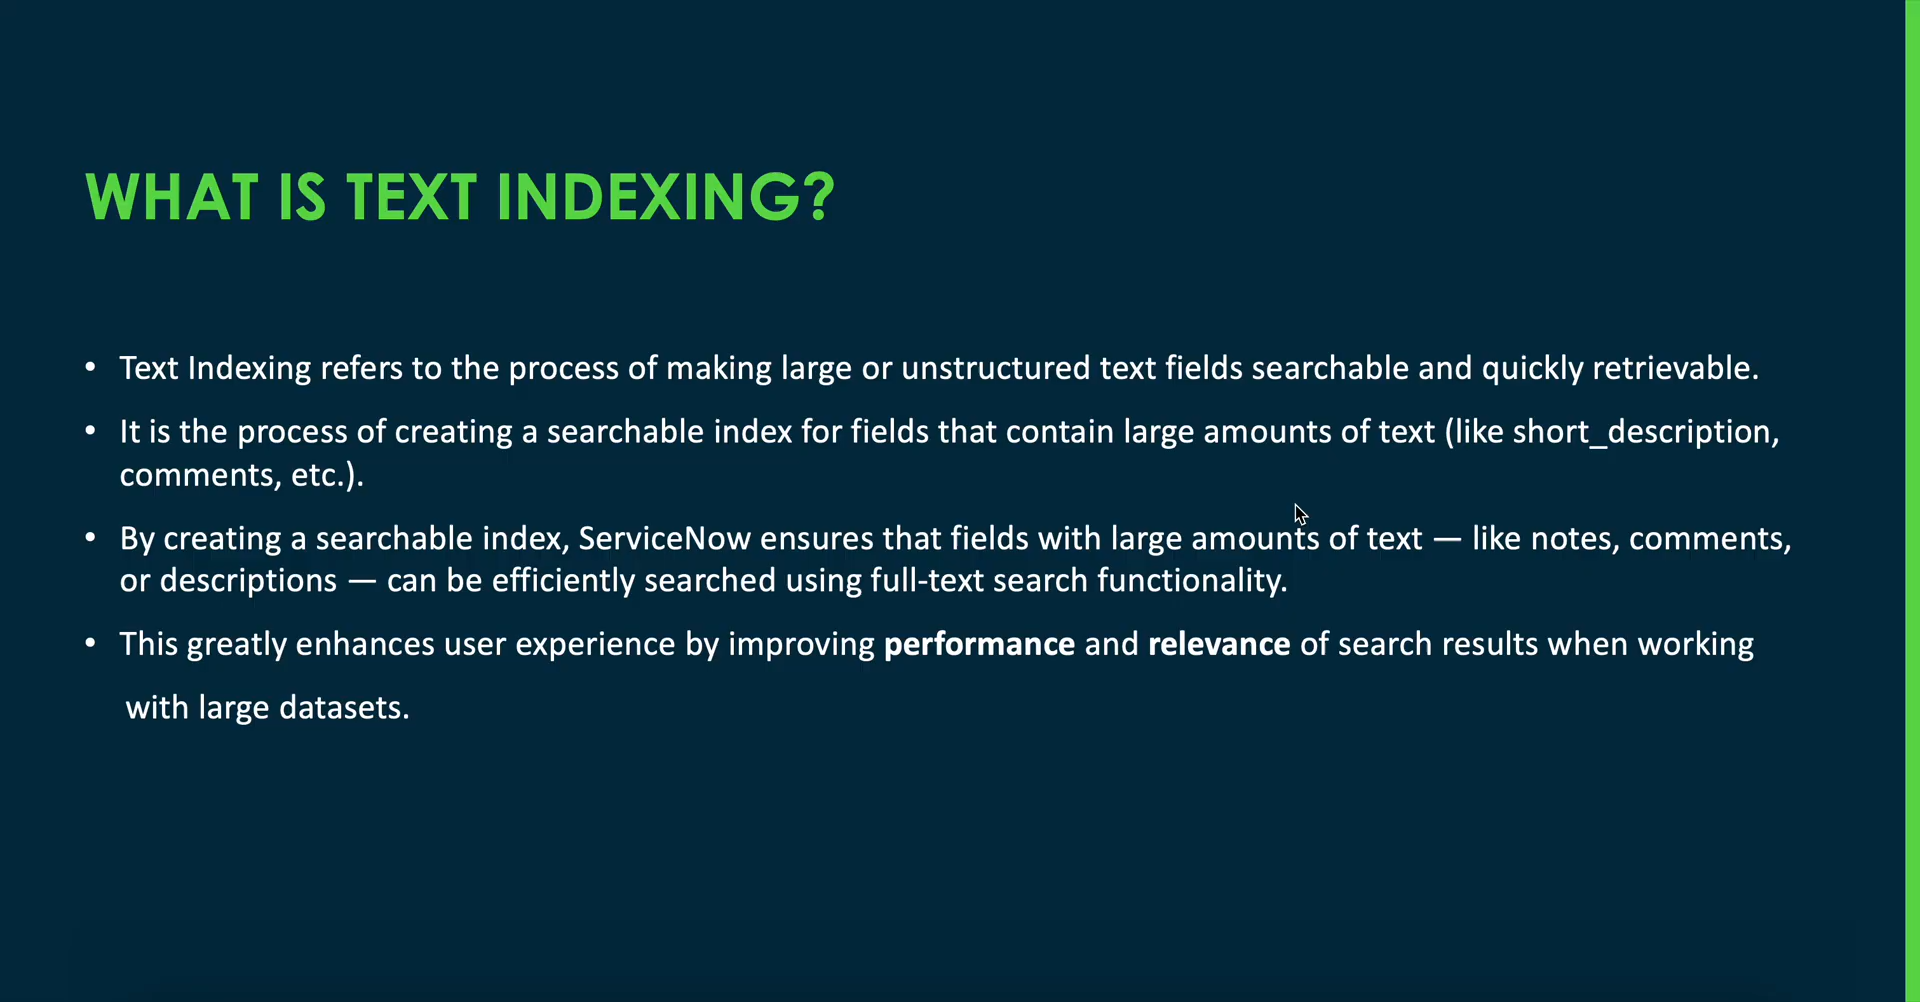 WHAT IS TEXT INDEXING?
• Text Indexing refers to the process of making large or unstructured text fields searchable and quickly retrievable.
• It is the process of creating a searchable index for fields that contain large amounts of text (like short_description,
comments, etc.).
• By creating a searchable index, ServiceNow ensures that fields with large amounts of text — like notes, comments,
or descriptions — can be efficiently searched using full-text search functionality.
• This greatly enhances user experience by improving performance and relevance of search results when working
with large datasets.